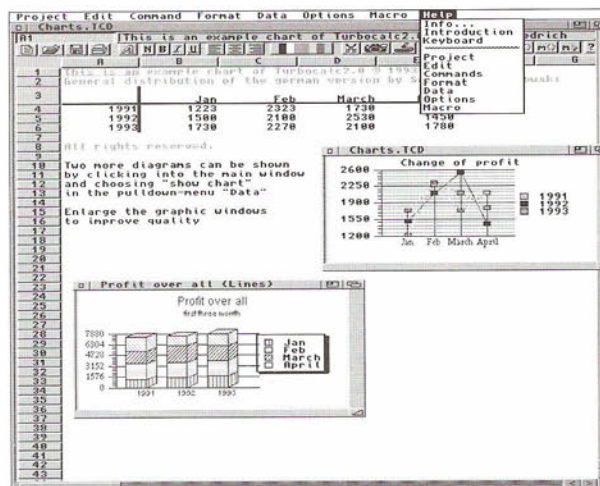 Project Edit Command Format Data Options Macro Help
Charts.TCD
A1 This is an example chart of Turbocalc2.0 drich
Info...
Introduction
Keyboard
Project
Edit
Commands
Format
Data
Options
Macro
A B C D G
1 This is an example chart of Turbocalc2.0 © 1993
2 General distribution of the german version by
3 Jan Feb March
4 1991 1223 2323 1730
5 1992 1500 2100 2530 1450
6 1993 1730 2270 2100 1780
7
8 All rights reserved.
9
10 Two more diagrams can be shown
11 by clicking into the main window
12 and choosing "show chart"
13 in the pulldown-menu "Data"
14
15 Enlarge the graphic windows
16 to improve quality
17
18
19
20
21
22
23
24
25
26
27
28
29
30
31
32
33
34
35
36
37
38
39
40
41
42
43
Charts.TCD
Change of profit
2600
2250
1900
1550
1200
Jan Feb March April
1991
1992
1993
Profit over all (Lines)
Profit over all
first three month
7880
6304
4728
3152
1576
0
1991 1992 1993
Jan
Feb
March
April